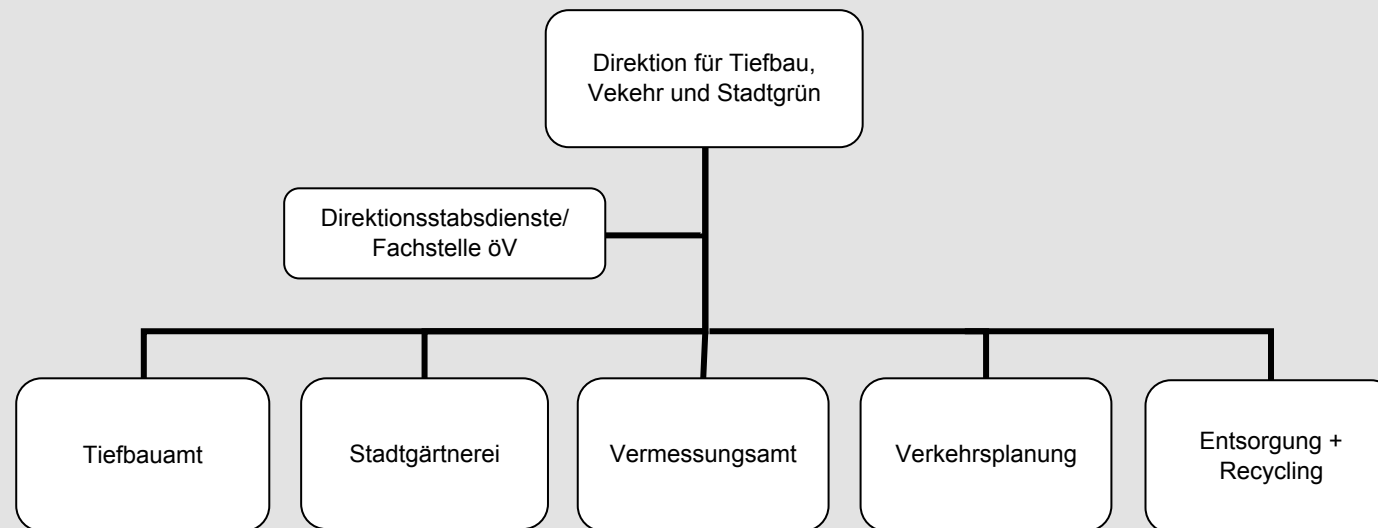 Direktion für Tiefbau,
Vekehr und Stadtgrün
Direktionsstabsdienste/
Fachstelle öV
Tiefbauamt
Stadtgärtnerei
Vermessungsamt
Verkehrsplanung
Entsorgung +
Recycling